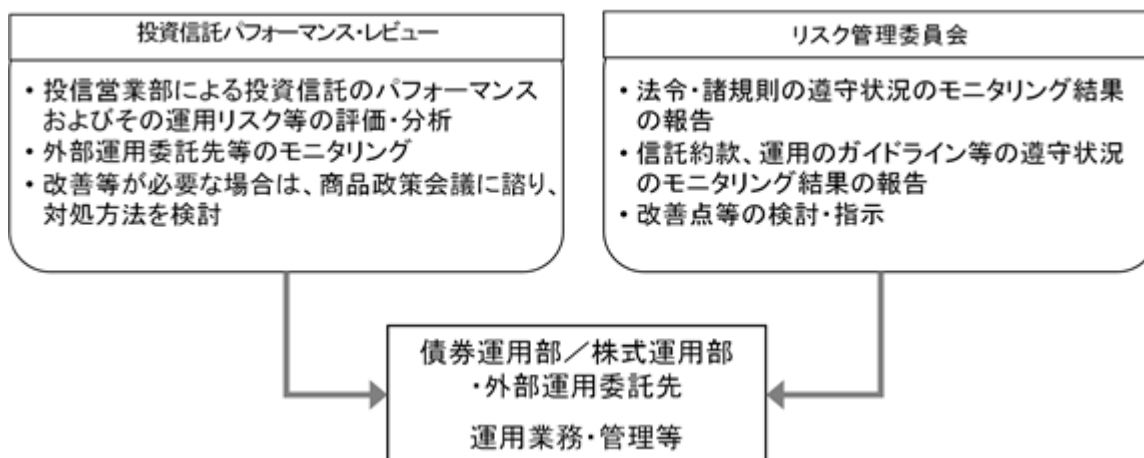 投資信託パフォーマンス・レビュー
・投信営業部による投資信託のパフォーマンス
およびその運用リスク等の評価・分析
・外部運用委託先等のモニタリング
・改善等が必要な場合は、商品政策会議に諮り、
対処方法を検討
リスク管理委員会
・法令・諸規則の遵守状況のモニタリング結果
の報告
・信託約款、運用のガイドライン等の遵守状況
のモニタリング結果の報告
・改善点等の検討・指示
債券運用部／株式運用部
・外部運用委託先
運用業務・管理等